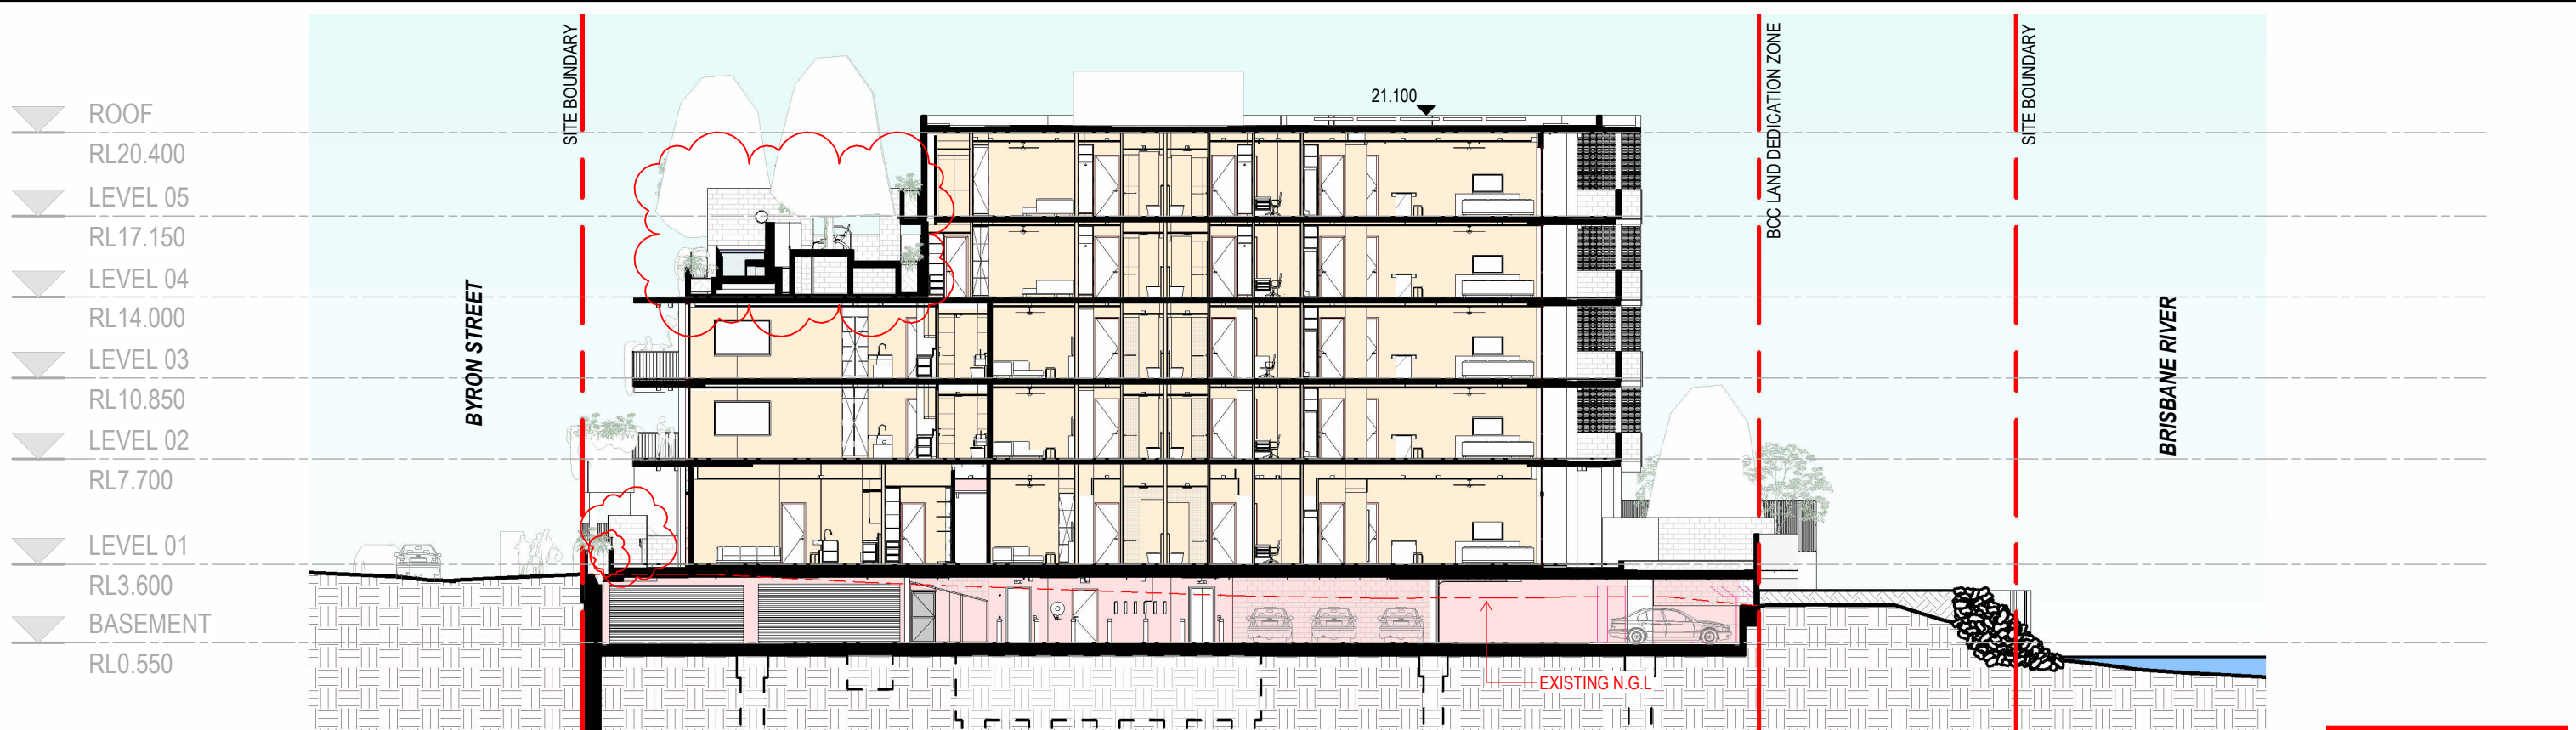 ROOF
RL20.400
LEVEL 05
RL17.150
LEVEL 04
RL14.000
LEVEL 03
RL10.850
LEVEL 02
RL7.700
LEVEL 01
RL3.600
BASEMENT
RL0.550
BYRON STREET
SITE BOUNDARY
21.100
BCC LAND DEDICATION ZONE
SITE BOUNDARY
BRISBANE RIVER
EXISTING N.G.L